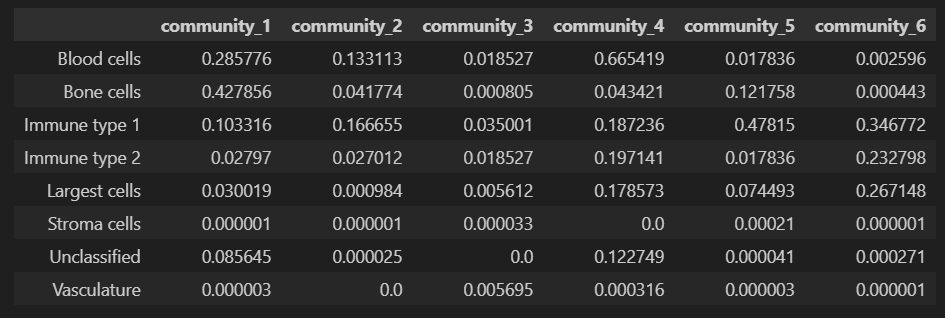 community_1 community_2 community_3 community_4 community_5 community_6
Blood cells 0.285776 0.133113 0.018527 0.665419 0.017836 0.002596
Bone cells 0.427856 0.041774 0.000805 0.043421 0.121758 0.000443
Immune type 1 0.103316 0.166655 0.035001 0.187236 0.47815 0.346772
Immune type 2 0.02797 0.027012 0.018527 0.197141 0.017836 0.232798
Largest cells 0.030019 0.000984 0.005612 0.178573 0.074493 0.267148
Stroma cells 0.000001 0.000001 0.000033 0.0 0.00021 0.000001
Unclassified 0.085645 0.000025 0.0 0.122749 0.000041 0.000271
Vasculature 0.000003 0.0 0.005695 0.000316 0.000003 0.000001